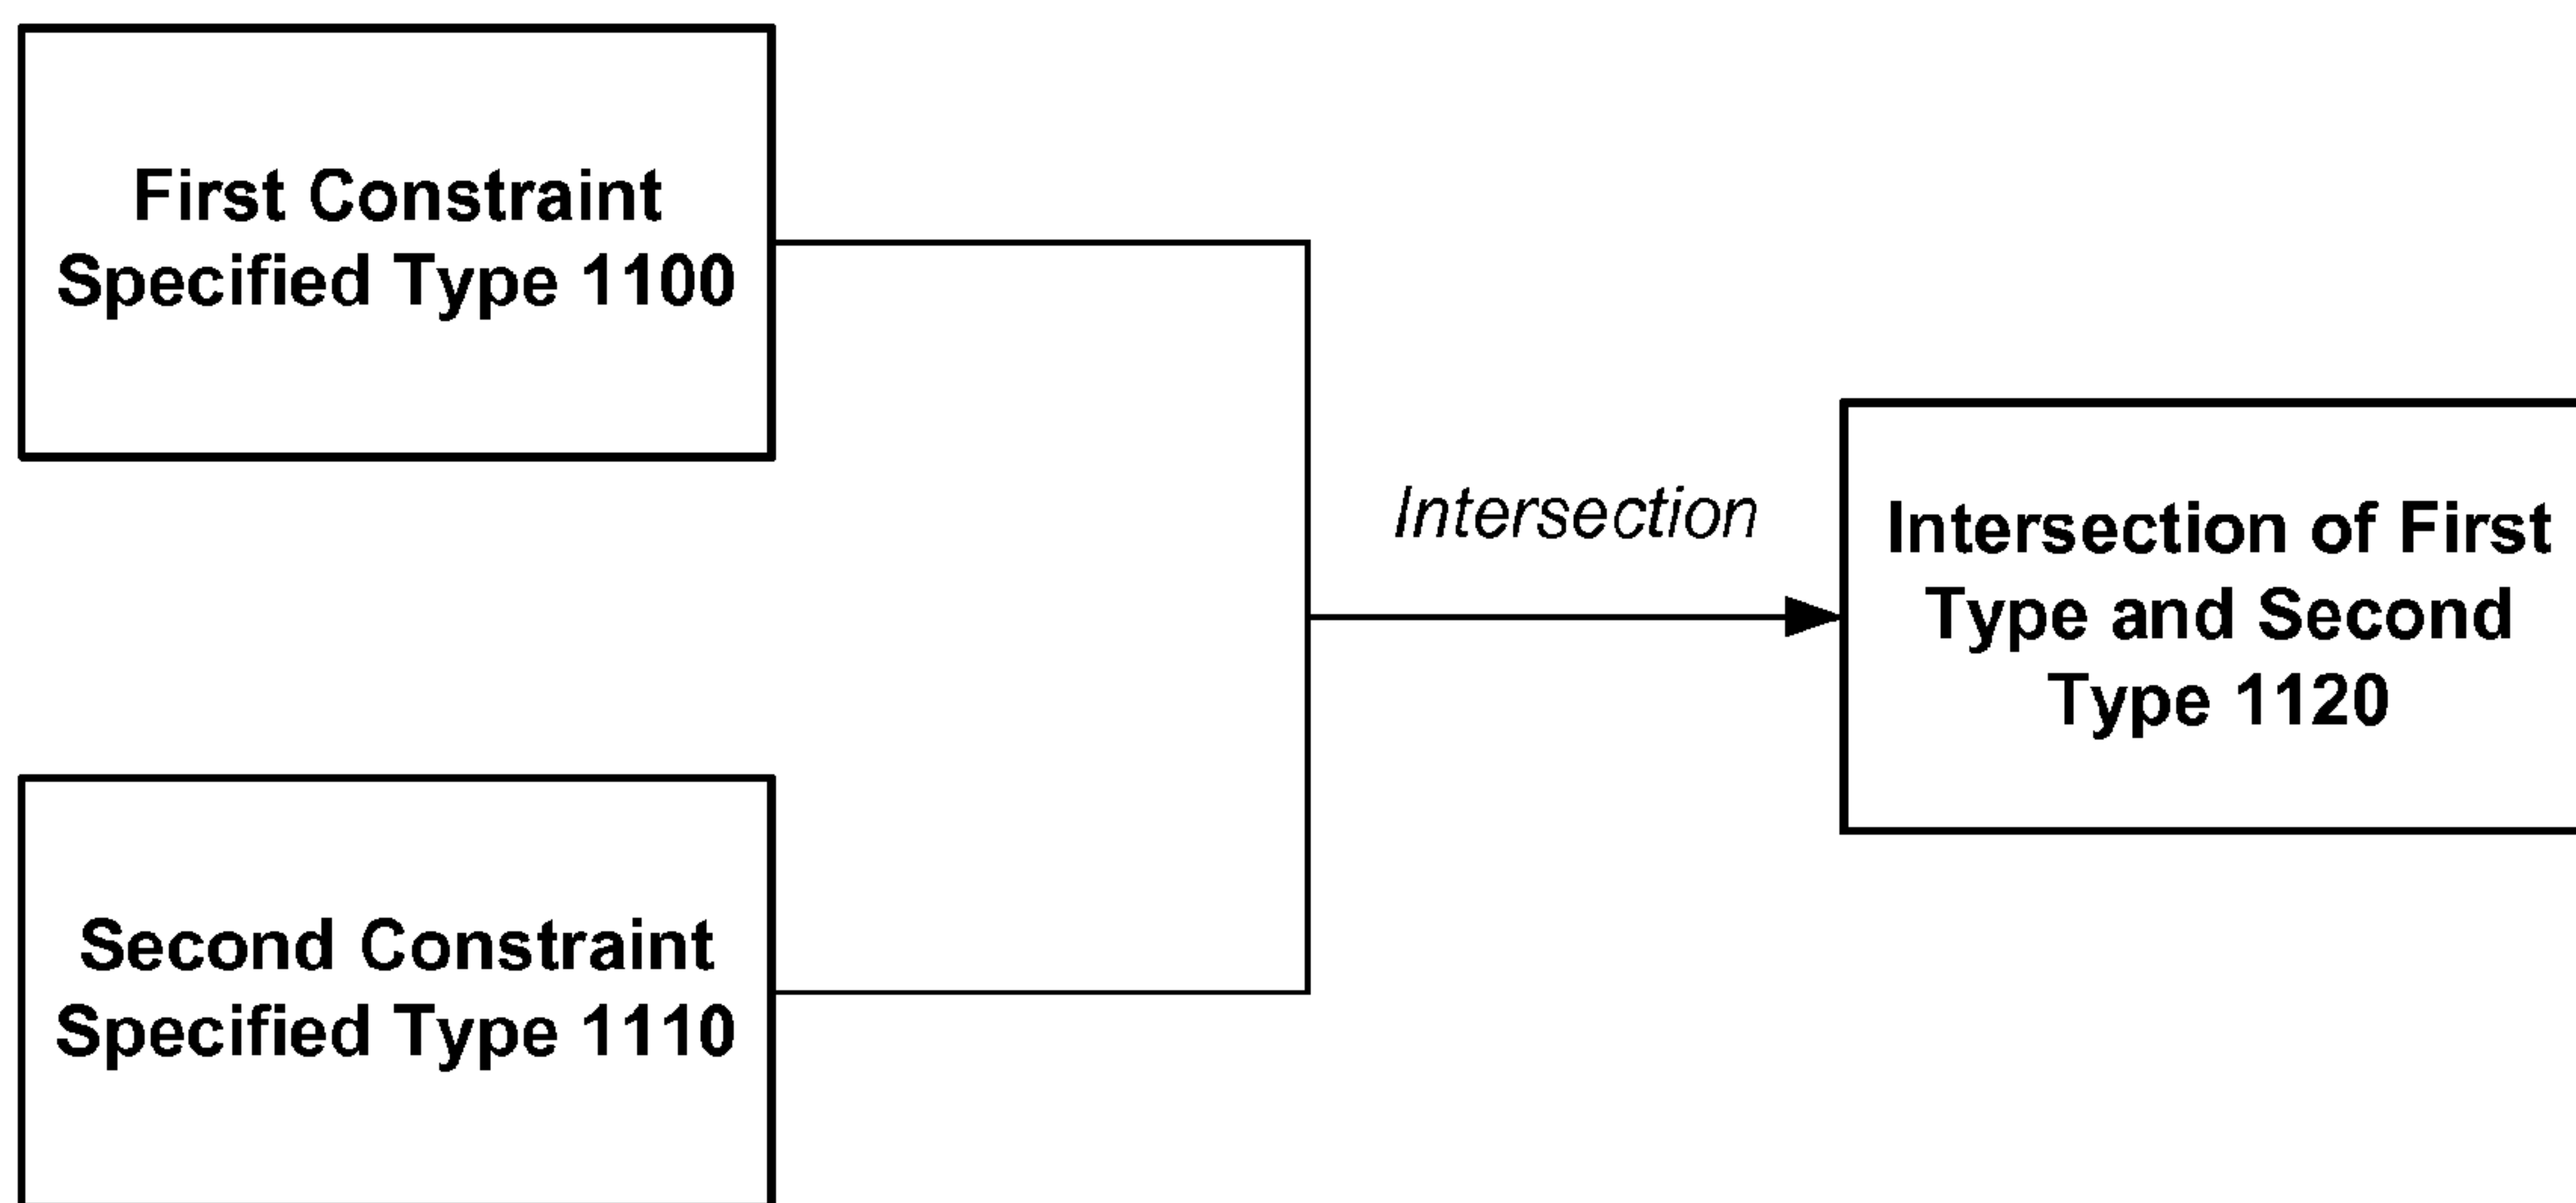 First Constraint
Specified Type 1100
Intersection
Intersection of First
Type and Second
Type 1120
Second Constraint
Specified Type 1110